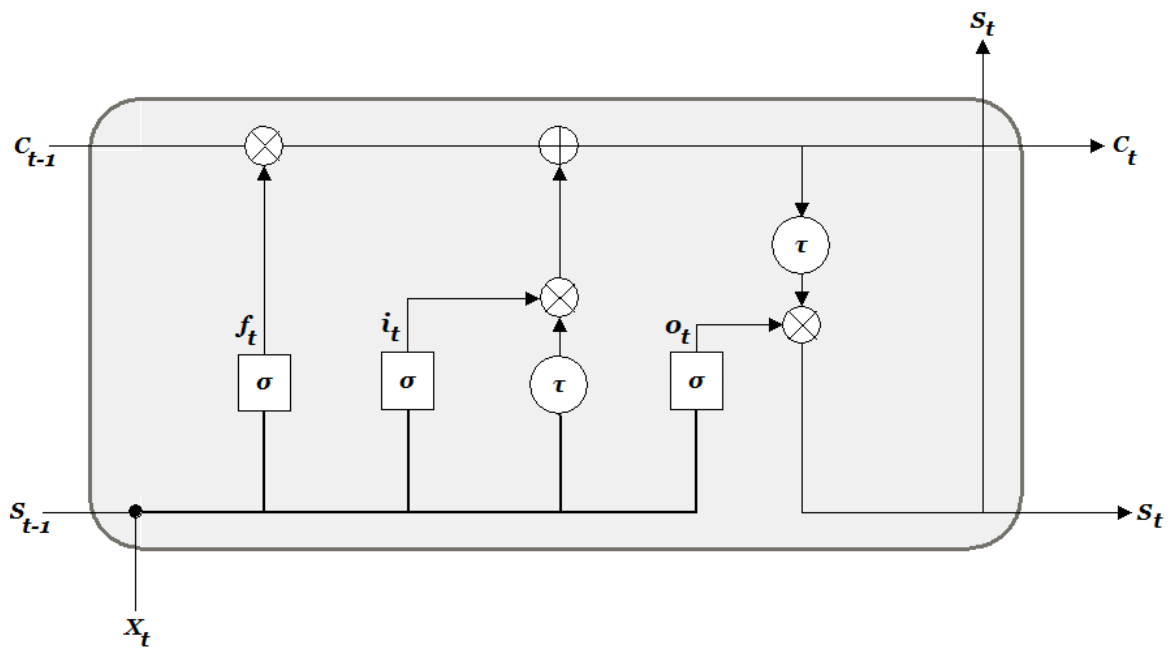 S_t
C_{t-1}
C_t
τ
f_t
i_t
o_t
σ
σ
τ
σ
S_{t-1}
S_t
X_t